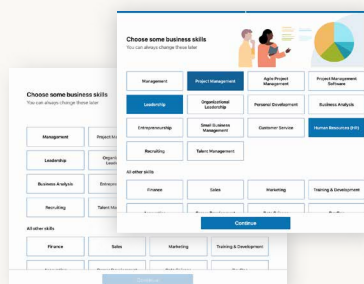 Choose some business skills
You can always change these later
Management
Project Management
Agile Project
Management
Project Management
Software
Leadership
Organizational
Leadership
Personal Development
Business Analysis
Entrepreneurship
Small Business
Management
Customer Service
Human Resources (HR)
Recruiting
Talent Management
All other skills
Finance
Sales
Marketing
Training & Development
Continue
Choose some business skills
You can always change these later
Management
Leadership
Business Analysis
Recruiting
All other skills
Finance
Sales
Marketing
Training & Development
Continue